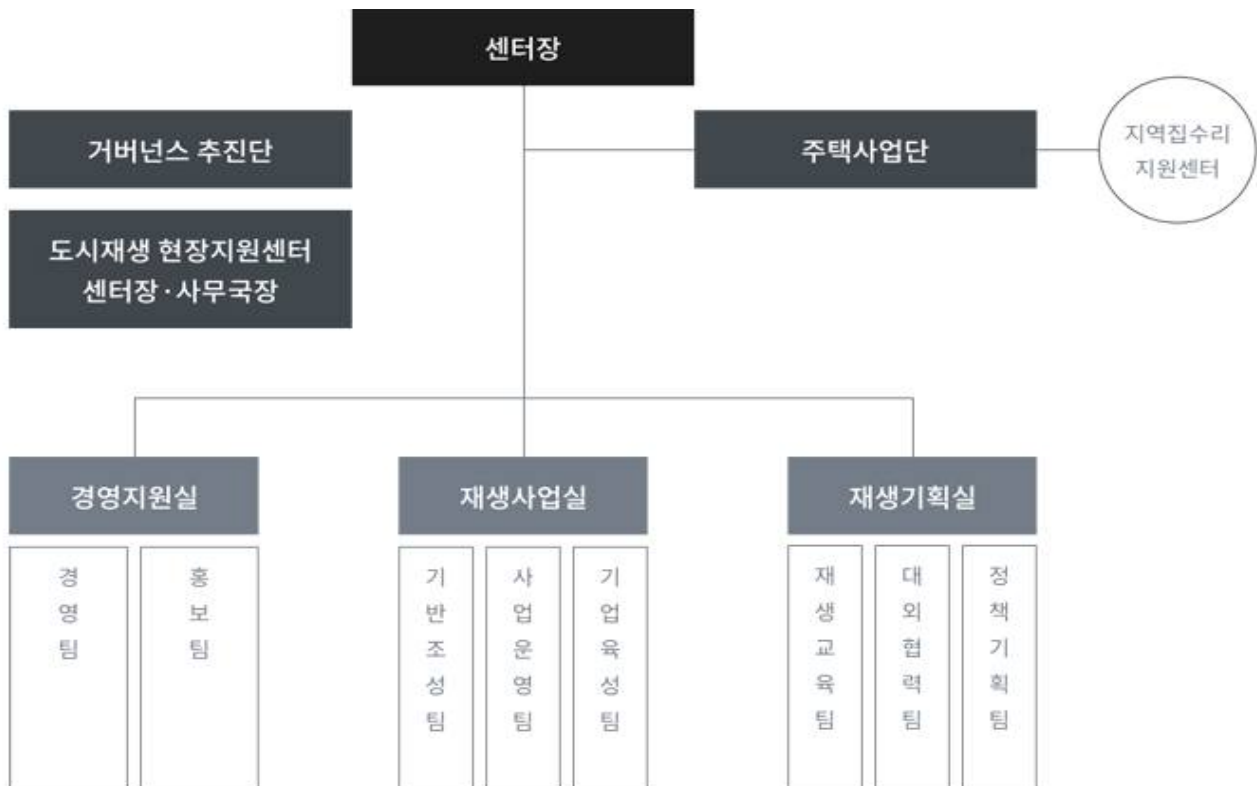 센터장
거버넌스 추진단
주택사업단
지역집수리
지원센터
도시재생 현장지원센터
센터장·사무국장
경영지원실
재생사업실
재생기획실
경영팀
홍보팀
기반조성팀
사업운영팀
기업육성팀
재생교육팀
대외협력팀
정책기획팀